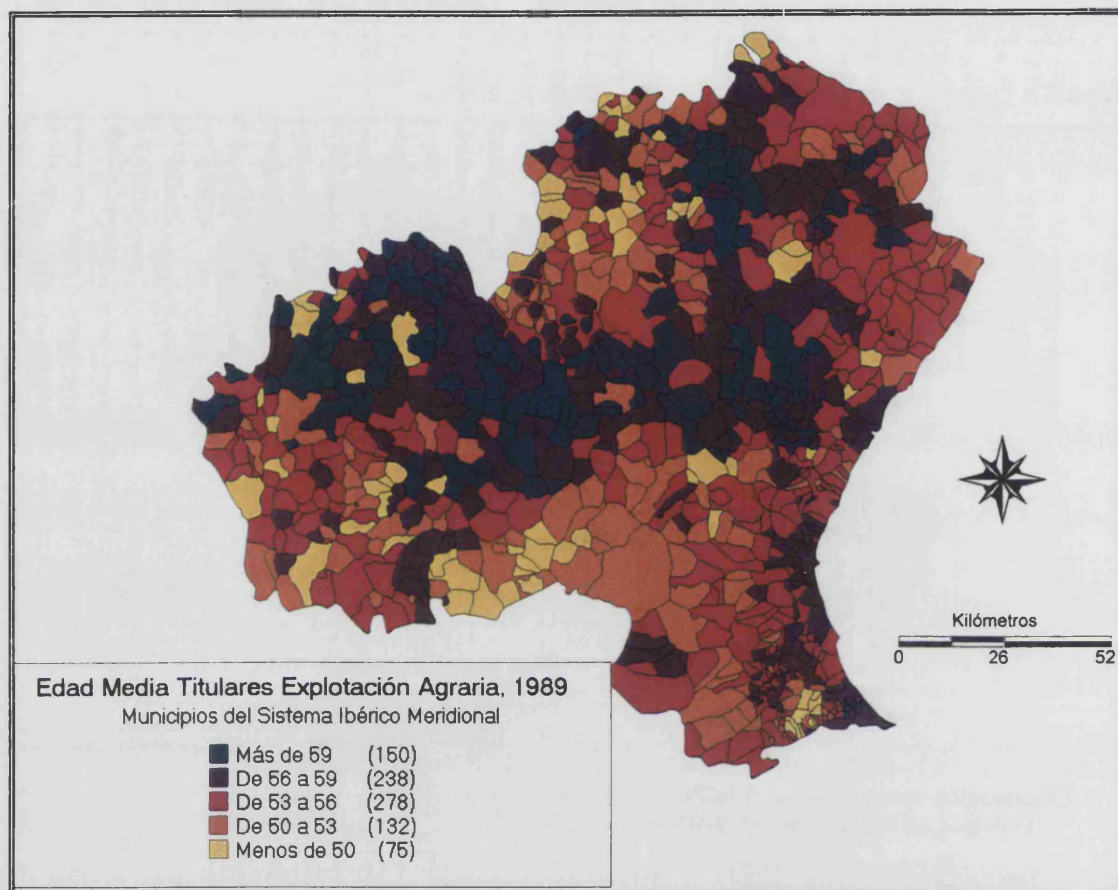 Kilómetros
0 26 52
Edad Media Titulares Explotación Agraria, 1989
Municipios del Sistema Ibérico Meridional
Más de 59 (150)
De 56 a 59 (238)
De 53 a 56 (278)
De 50 a 53 (132)
Menos de 50 (75)